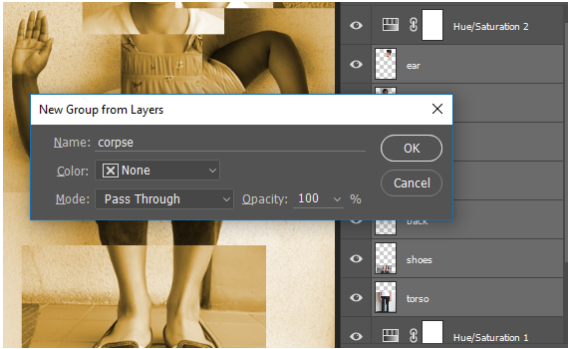 Hue/Saturation 2
ear
New Group from Layers
Name: corpse
OK
Color: None
Cancel
Mode: Pass Through Opacity: 100 %
back
shoes
torso
Hue/Saturation 1